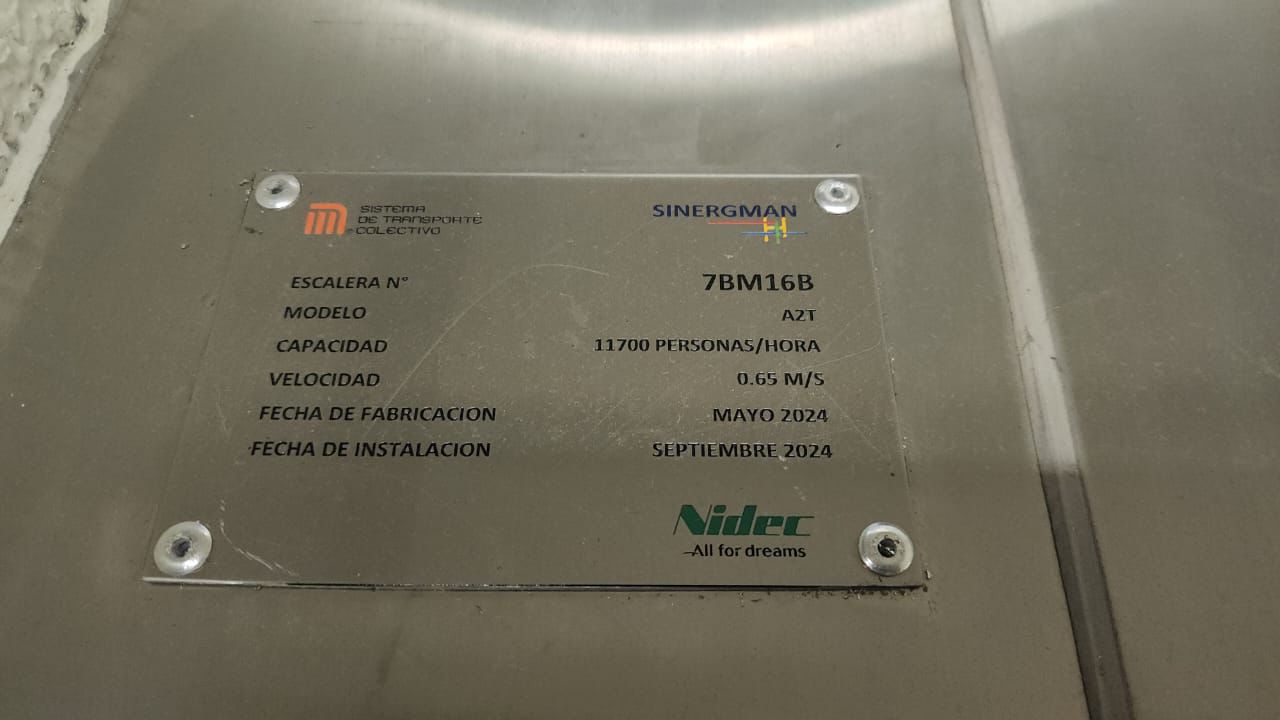 SISTEMA
DE TRANSPORTE
COLECTIVO
SINERGMAN
ESCALERA N° 7BM16B
MODELO A2T
CAPACIDAD 11700 PERSONAS/HORA
VELOCIDAD 0.65 M/S
FECHA DE FABRICACION MAYO 2024
FECHA DE INSTALACION SEPTIEMBRE 2024
Nidec
All for dreams